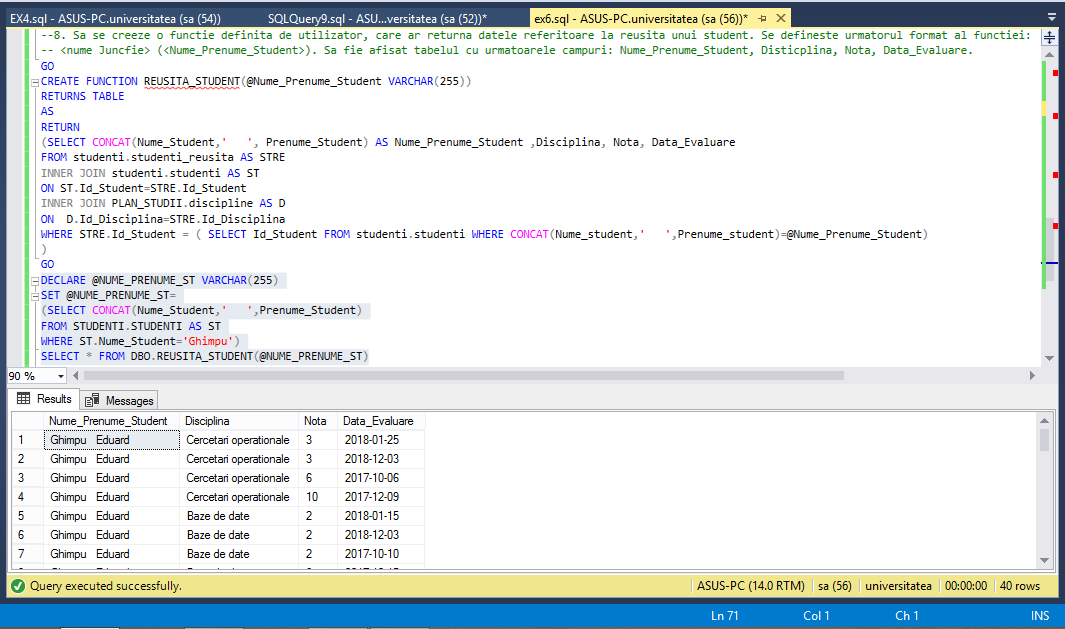 EX4.sql - ASUS-PC.universitatea (sa (54))
SQLQuery9.sql - ASU...versitatea (sa (52))*
ex6.sql - ASUS-PC.universitatea (sa (56))*
--8. Sa se creeze o functie definita de utilizator, care ar returna datele referitoare la reusita unui student. Se defineste urmatorul format al functiei:
-- <nume Juncfie> (<Nume_Prenume_Student>). Sa fie afisat tabelul cu urmatoarele campuri: Nume_Prenume_Student, Disticplina, Nota, Data_Evaluare.
GO
CREATE FUNCTION REUSITA_STUDENT(@Nume_Prenume_Student VARCHAR(255))
RETURNS TABLE
AS
RETURN
(SELECT CONCAT(Nume_Student,'   ', Prenume_Student) AS Nume_Prenume_Student ,Disciplina, Nota, Data_Evaluare
FROM studenti.studenti_reusita AS STRE
INNER JOIN studenti.studenti AS ST
ON ST.Id_Student=STRE.Id_Student
INNER JOIN PLAN_STUDII.discipline AS D
ON  D.Id_Disciplina=STRE.Id_Disciplina
WHERE STRE.Id_Student = ( SELECT Id_Student FROM studenti.studenti WHERE CONCAT(Nume_student,'   ',Prenume_student)=@Nume_Prenume_Student)
)
GO
DECLARE @NUME_PRENUME_ST VARCHAR(255)
SET @NUME_PRENUME_ST=
(SELECT CONCAT(Nume_Student,'   ',Prenume_Student)
FROM STUDENTI.STUDENTI AS ST
WHERE ST.Nume_Student='Ghimpu')
SELECT * FROM DBO.REUSITA_STUDENT(@NUME_PRENUME_ST)
90 %
Results Messages
Nume_Prenume_Student Disciplina Nota Data_Evaluare
1 Ghimpu   Eduard Cercetari operationale 3 2018-01-25
2 Ghimpu   Eduard Cercetari operationale 3 2018-12-03
3 Ghimpu   Eduard Cercetari operationale 6 2017-10-06
4 Ghimpu   Eduard Cercetari operationale 10 2017-12-09
5 Ghimpu   Eduard Baze de date 2 2018-01-15
6 Ghimpu   Eduard Baze de date 2 2018-12-03
7 Ghimpu   Eduard Baze de date 2 2017-10-10
Query executed successfully. ASUS-PC (14.0 RTM) sa (56) universitatea 00:00:00 40 rows
Ln 71 Col 1 Ch 1 INS